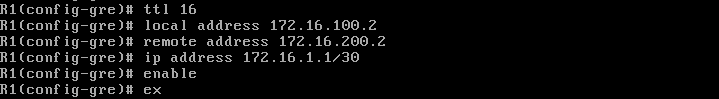 R1(config-gre)# ttl 16
R1(config-gre)# local address 172.16.100.2
R1(config-gre)# remote address 172.16.200.2
R1(config-gre)# ip address 172.16.1.1/30
R1(config-gre)# enable
R1(config-gre)# ex